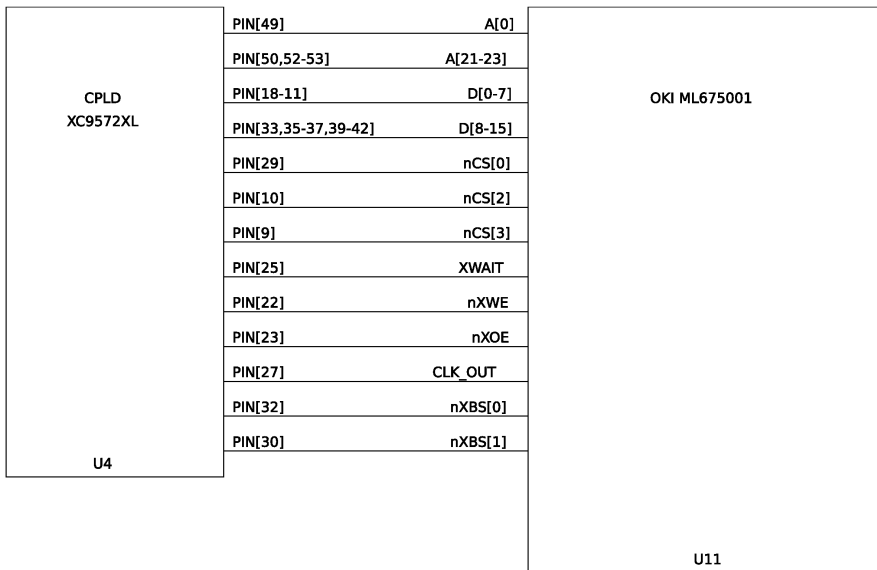 PIN[49] A[0]
PIN[50,52-53] A[21-23]
CPLD PIN[18-11] D[0-7] OKI ML675001
XC9572XL PIN[33,35-37,39-42] D[8-15]
PIN[29] nCS[0]
PIN[10] nCS[2]
PIN[9] nCS[3]
PIN[25] XWAIT
PIN[22] nXWE
PIN[23] nXOE
PIN[27] CLK_OUT
PIN[32] nXBS[0]
PIN[30] nXBS[1]
U4
U11